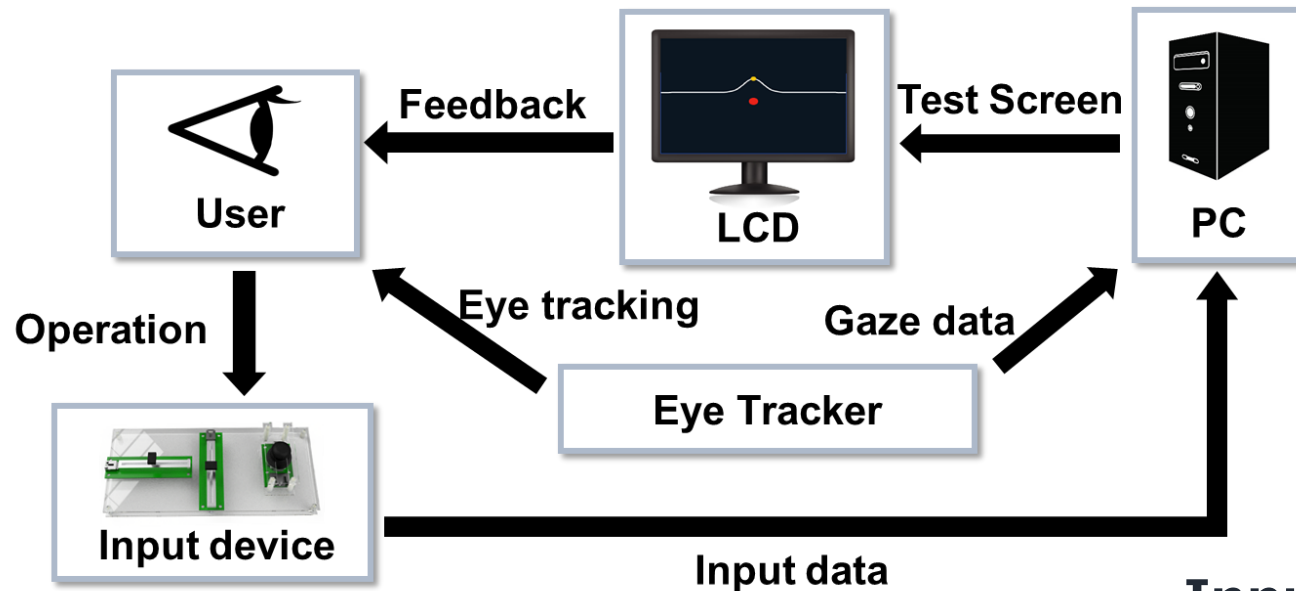 Feedback
Test Screen
User
LCD
PC
Operation
Eye tracking
Gaze data
Eye Tracker
Input device
Input data